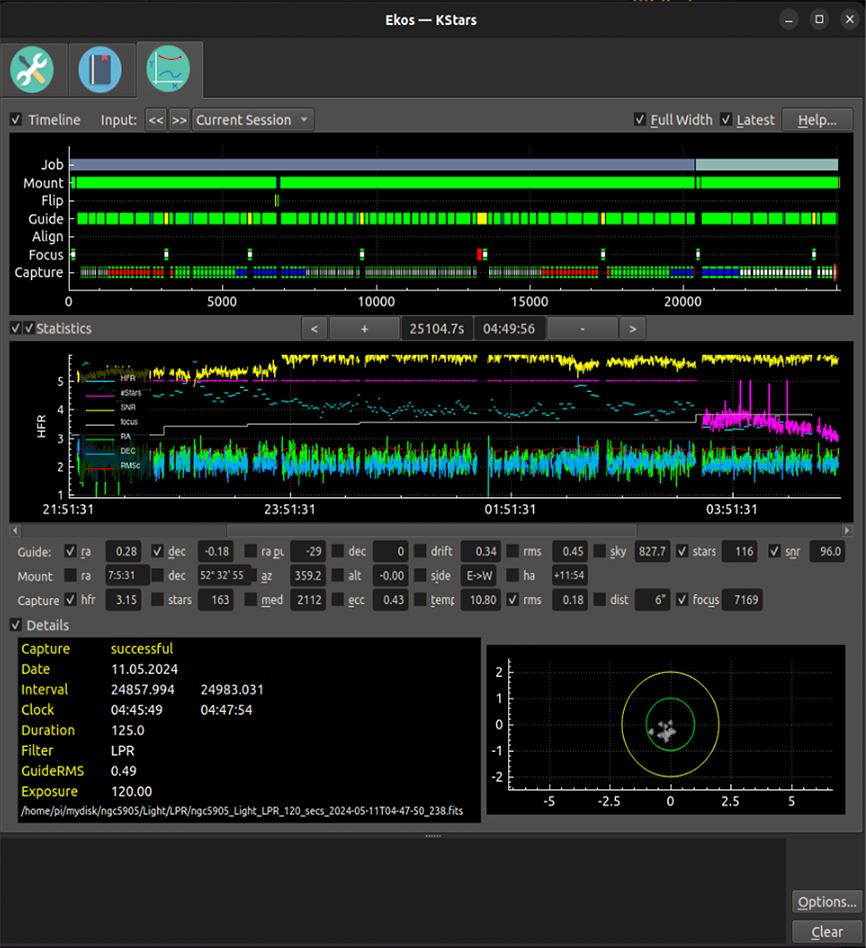 Ekos — KStars
Timeline Input: << >> Current Session Full Width Latest Help...
Job
Mount
Flip
Guide
Align
Focus
Capture
0 5000 10000 15000 20000
Statistics < + 25104.7s 04:49:56 - >
HFR
5
4
3
2
1
HFR
#Stars
SNR
focus
RA
DEC
RMSc
21:51:31 23:51:31 01:51:31 03:51:31
Guide: ra 0.28 dec -0.18 ra pu -29 dec 0 drift 0.34 rms 0.45 sky 827.7 stars 116 snr 96.0
Mount ra 7:5:31 dec 52° 32' 55 az 359.2 alt -0.00 side E->W ha +11:54
Capture hfr 3.15 stars 163 med 2112 ecc 0.43 temp 10.80 rms 0.18 dist 6" focus 7169
Details
Capture successful
Date 11.05.2024
Interval 24857.994 24983.031
Clock 04:45:49 04:47:54
Duration 125.0
Filter LPR
GuideRMS 0.49
Exposure 120.00
/home/pi/mydisk/ngc5905/Light/LPR/ngc5905_Light_LPR_120_secs_2024-05-11T04-47-50_238.fits
2
1
0
-1
-2
-5 -2.5 0 2.5 5
Options...
Clear